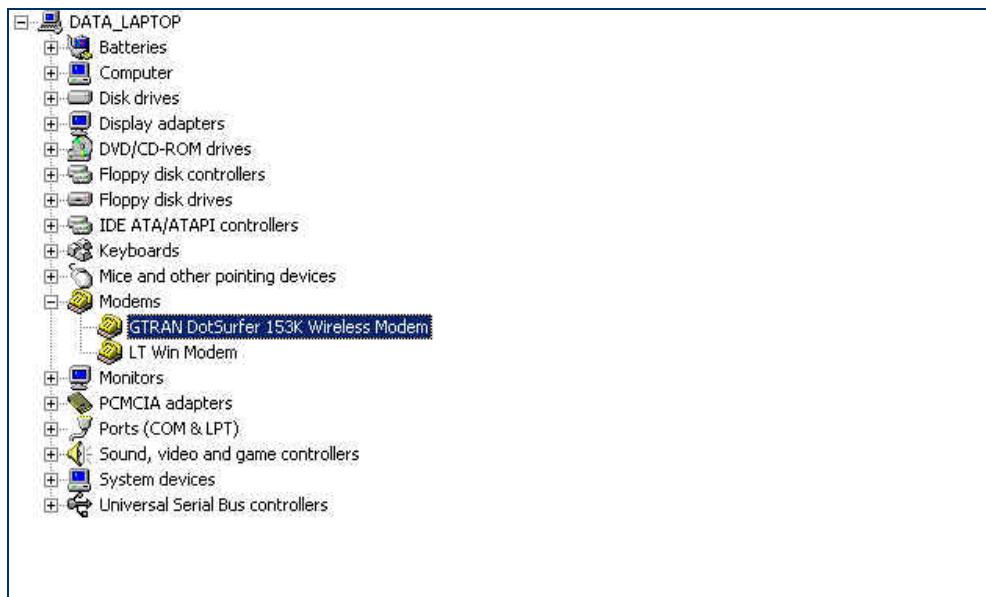 DATA_LAPTOP
Batteries
Computer
Disk drives
Display adapters
DVD/CD-ROM drives
Floppy disk controllers
Floppy disk drives
IDE ATA/ATAPI controllers
Keyboards
Mice and other pointing devices
Modems
GTRAN DotSurfer 153K Wireless Modem
LT Win Modem
Monitors
PCMCIA adapters
Ports (COM & LPT)
Sound, video and game controllers
System devices
Universal Serial Bus controllers